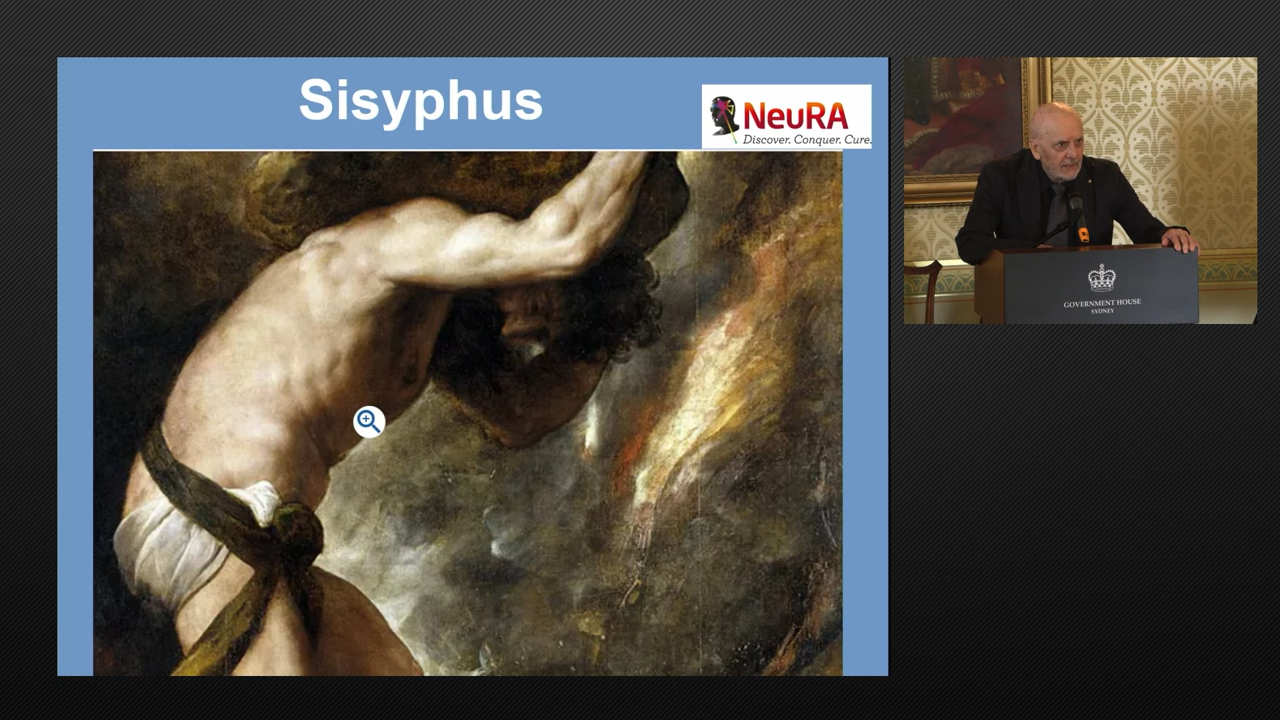 Sisyphus
NeuRA
Discover. Conquer. Cure.
GOVERNMENT HOUSE
SYDNEY